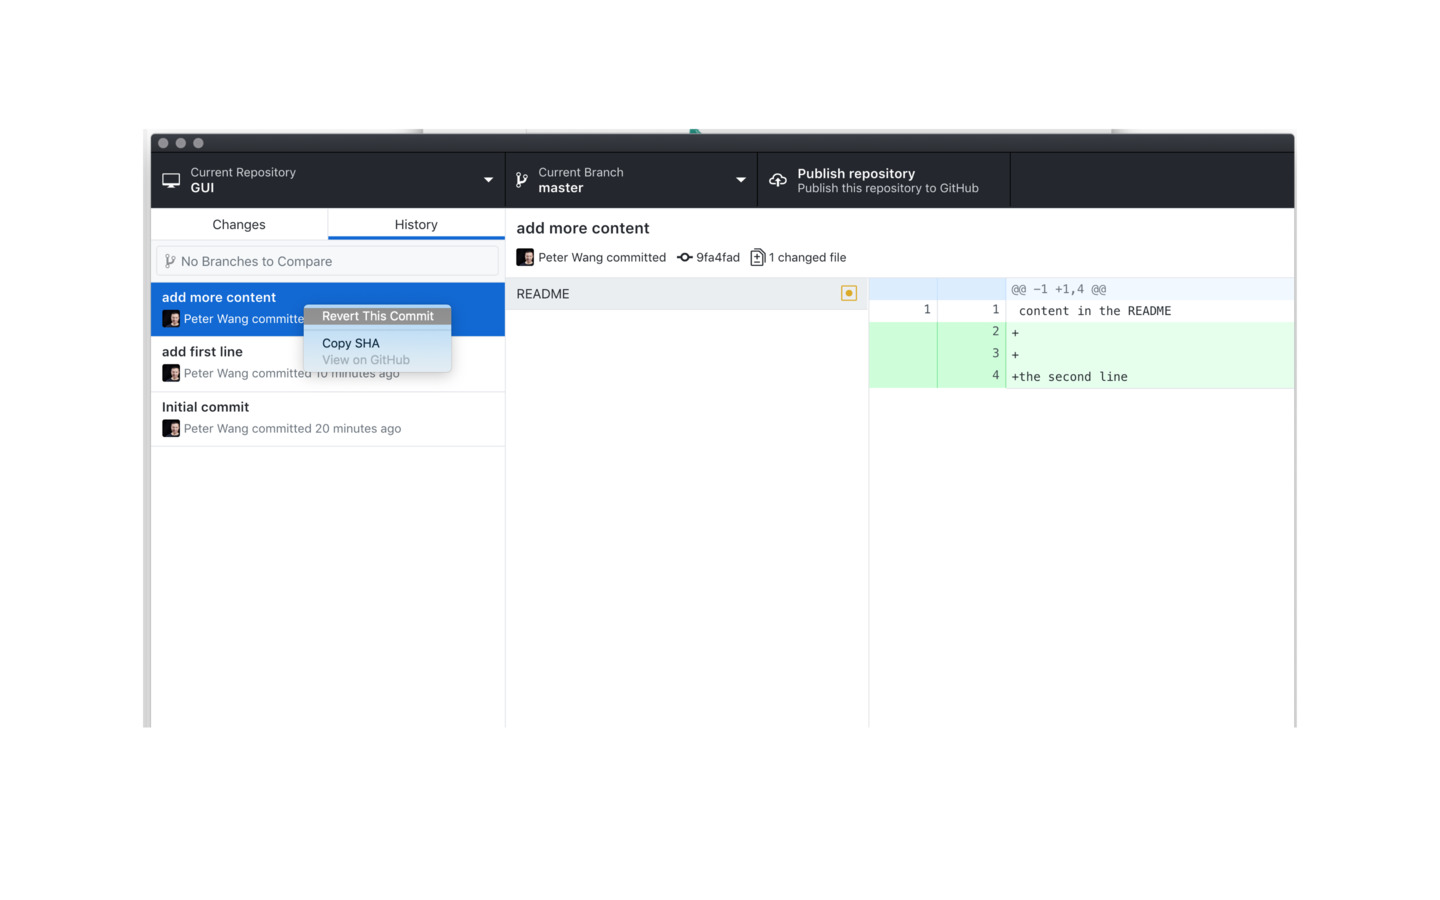 Current Repository
GUI
Current Branch
master
Publish repository
Publish this repository to GitHub
Changes
History
No Branches to Compare
add more content
Peter Wang committe
Revert This Commit
Copy SHA
View on GitHub
add first line
Peter Wang committed 10 minutes ago
Initial commit
Peter Wang committed 20 minutes ago
add more content
Peter Wang committed 9fa4fad 1 changed file
README
@@ -1 +1,4 @@
1 1 content in the README
2 +
3 +
4 +the second line